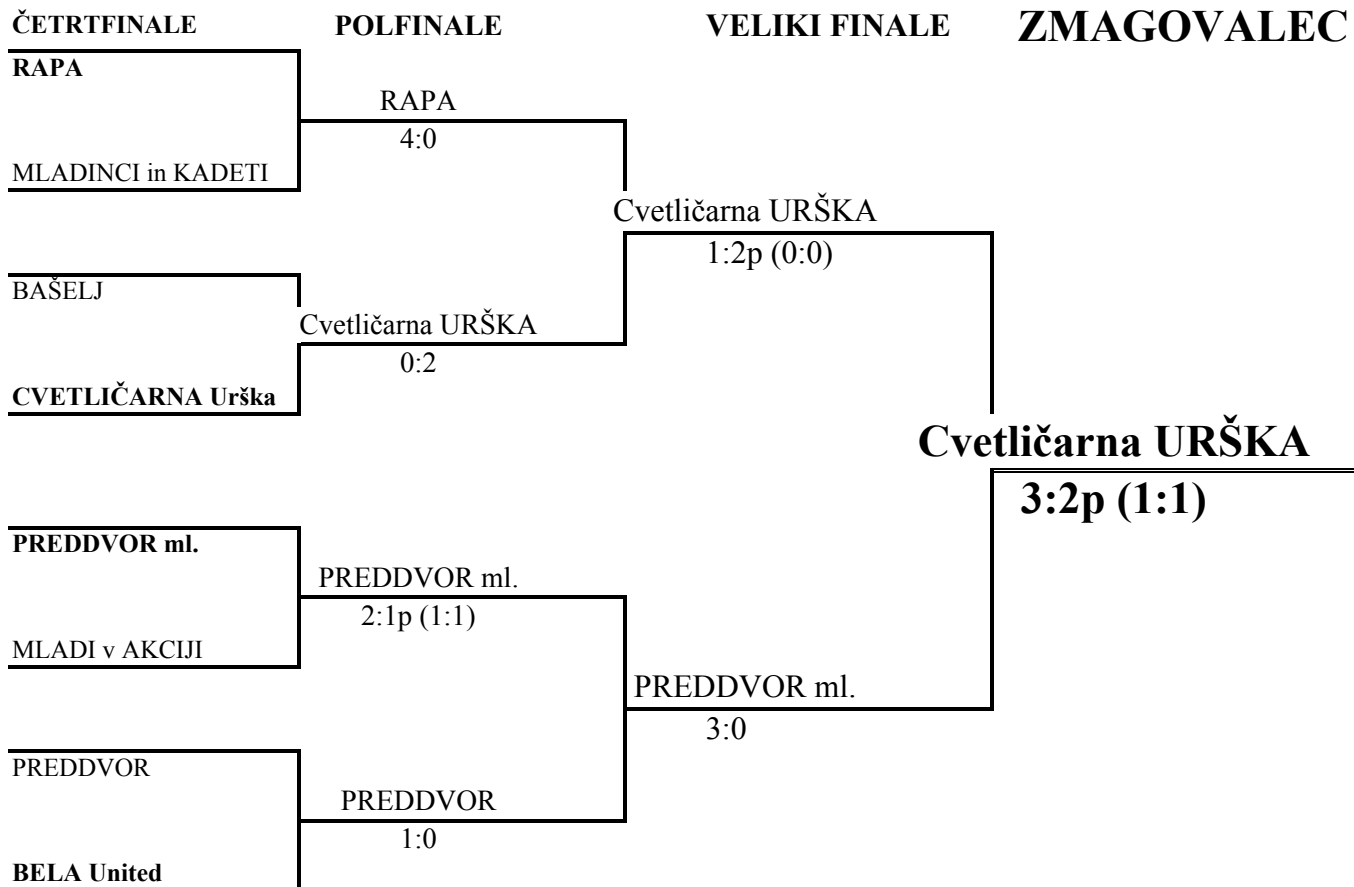 ČETRTFINALE POLFINALE VELIKI FINALE ZMAGOVALEC
RAPA
RAPA
4:0
MLADINCI in KADETI
Cvetličarna URŠKA
1:2p (0:0)
BAŠELJ
Cvetličarna URŠKA
0:2
CVETLIČARNA Urška
Cvetličarna URŠKA
3:2p (1:1)
PREDDVOR ml.
PREDDVOR ml.
2:1p (1:1)
MLADI v AKCIJI
PREDDVOR ml.
3:0
PREDDVOR
PREDDVOR
1:0
BELA United